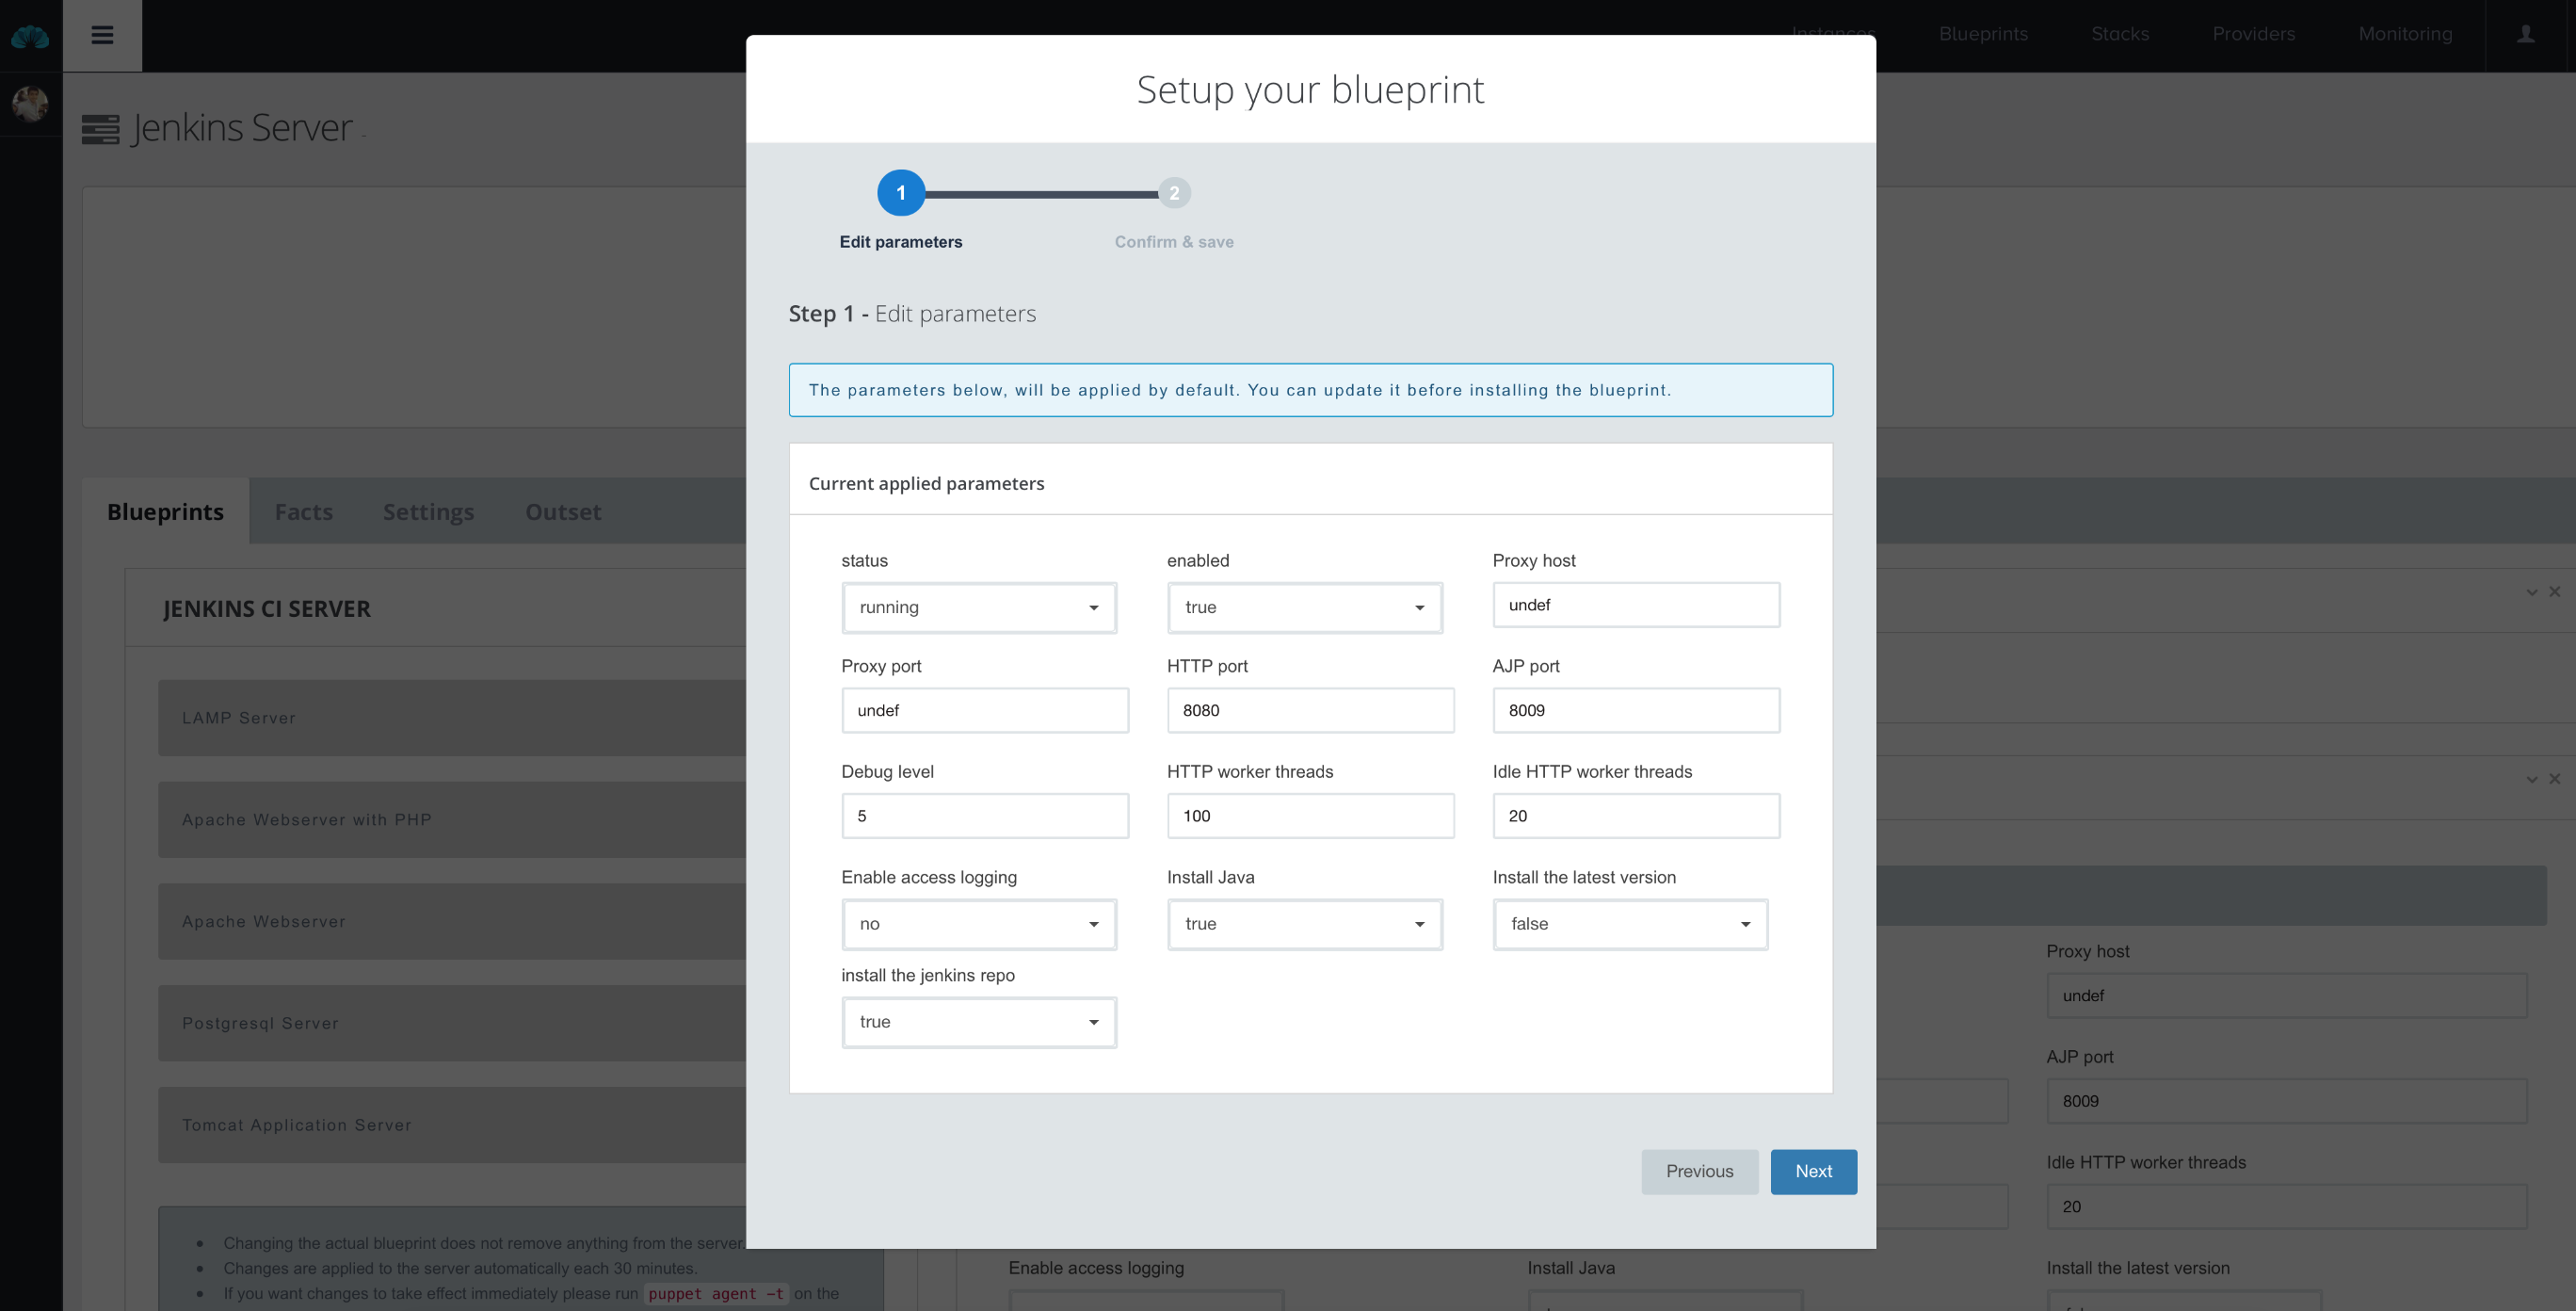 Instances Blueprints Stacks Providers Monitoring
Setup your blueprint
Jenkins Server -
1 2
Edit parameters Confirm & save
Step 1 - Edit parameters
The parameters below, will be applied by default. You can update it before installing the blueprint.
Current applied parameters
Blueprints Facts Settings Outset
status enabled Proxy host
running true undef
JENKINS CI SERVER
Proxy port HTTP port AJP port
undef 8080 8009
LAMP Server
Debug level HTTP worker threads Idle HTTP worker threads
5 100 20
Apache Webserver with PHP
Enable access logging Install Java Install the latest version
no true false
Apache Webserver
install the jenkins repo
true
Postgresql Server
Tomcat Application Server
Previous Next
Proxy host
undef
AJP port
8009
Idle HTTP worker threads
20
Changing the actual blueprint does not remove anything from the server
Changes are applied to the server automatically each 30 minutes.
If you want changes to take effect immediately please run puppet agent -t on the
Enable access logging Install Java Install the latest version